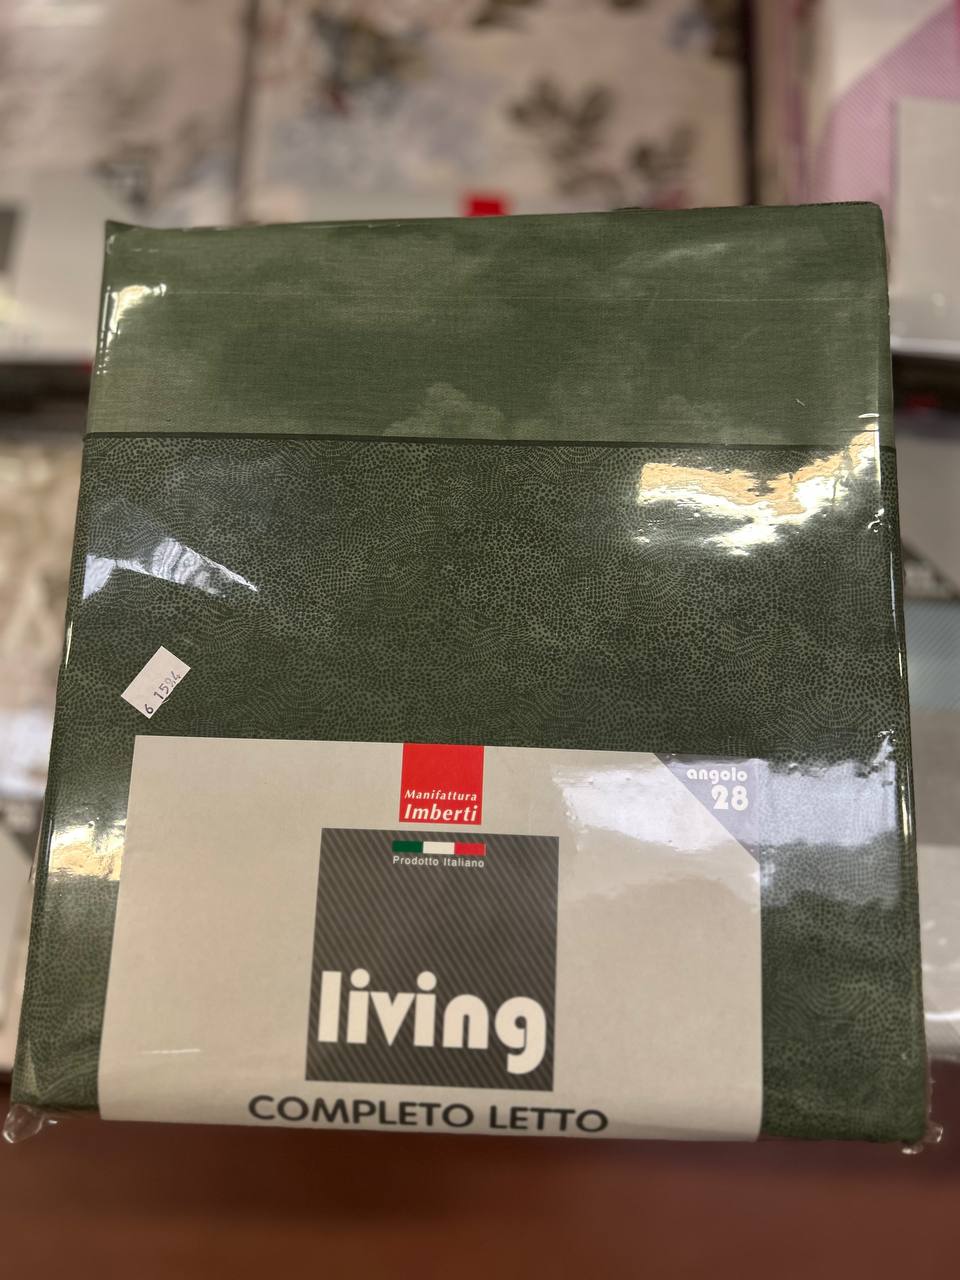 Manifattura
Imberti
angolo
28
Prodotto Italiano
living
COMPLETO LETTO